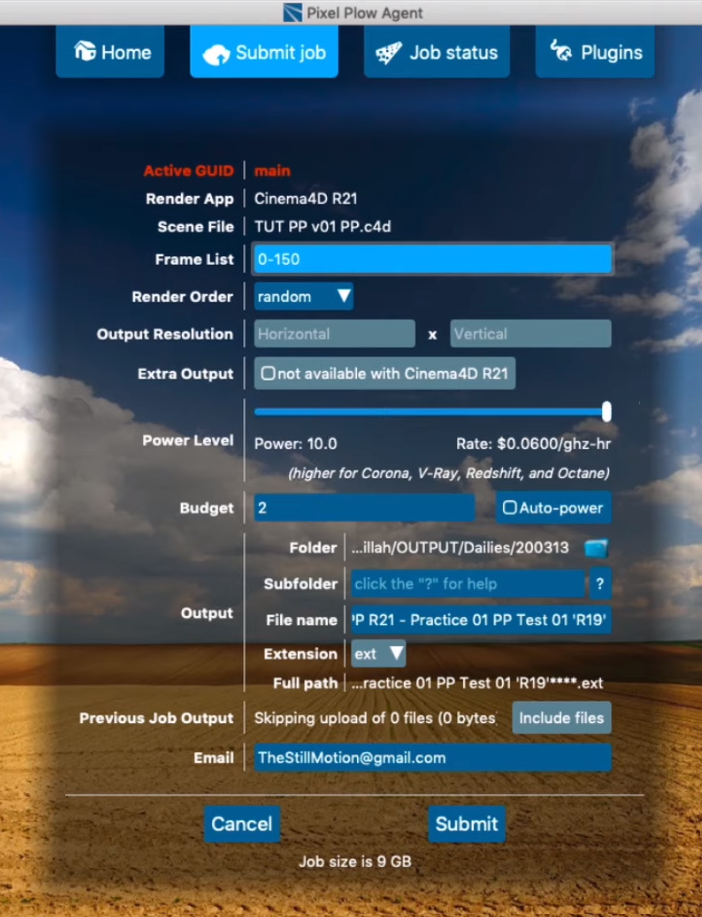 Pixel Plow Agent
Home
Submit job
Job status
Plugins
Active GUID main
Render App Cinema4D R21
Scene File TUT PP v01 PP.c4d
Frame List 0-150
Render Order random
Output Resolution Horizontal x Vertical
Extra Output not available with Cinema4D R21
Power Level Power: 10.0 Rate: $0.0600/ghz-hr
(higher for Corona, V-Ray, Redshift, and Octane)
Budget 2 Auto-power
Output
Folder ...illah/OUTPUT/Dailies/200313
Subfolder click the "?" for help ?
File name 'P R21 - Practice 01 PP Test 01 'R19'
Extension ext
Full path ...ractice 01 PP Test 01 'R19'****.ext
Previous Job Output Skipping upload of 0 files (0 bytes Include files
Email TheStillMotion@gmail.com
Cancel Submit
Job size is 9 GB